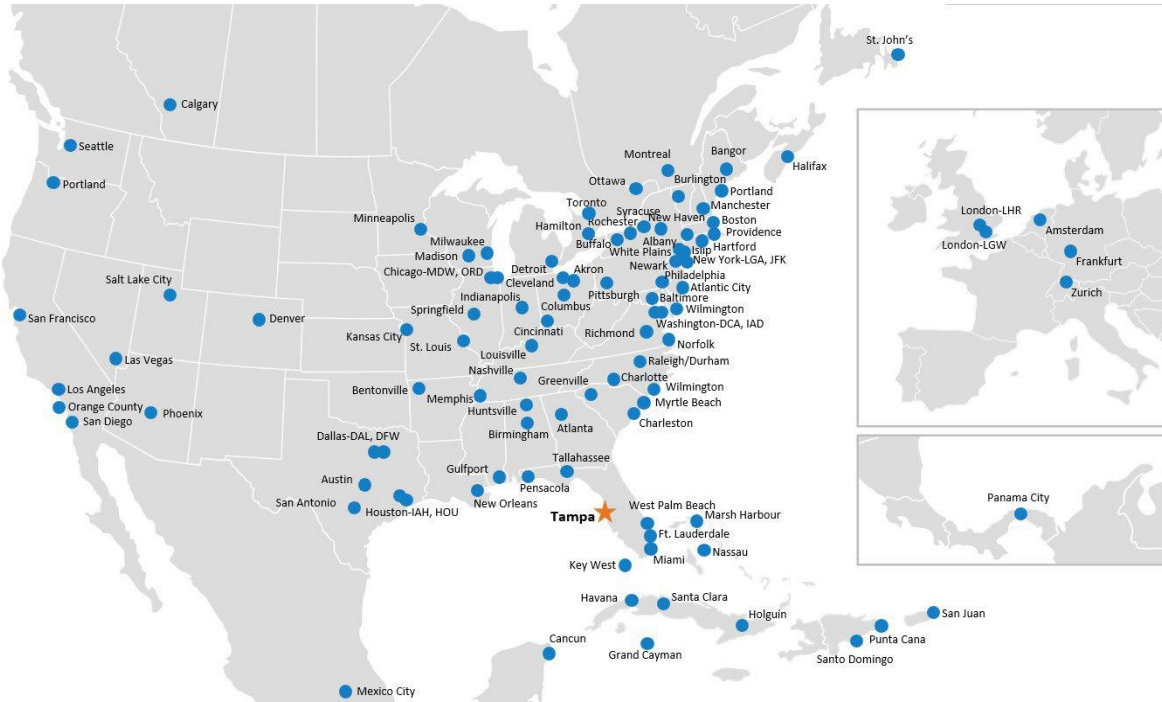 St. John's
Calgary
Seattle
Portland
Halifax
Bangor
Montreal
Burlington
Ottawa
Portland
Manchester
Toronto
Syracuse
Rochester
New Haven
Boston
Hamilton
Providence
Minneapolis
Buffalo
Albany
Hartford
Milwaukee
White Plains
Islip
Madison
New York-LGA, JFK
Newark
Chicago-MDW, ORD
Detroit
Akron
Cleveland
Philadelphia
Salt Lake City
Atlantic City
Indianapolis
Pittsburgh
Baltimore
Columbus
Springfield
Wilmington
San Francisco
Denver
Washington-DCA, IAD
Kansas City
Cincinnati
Richmond
St. Louis
Norfolk
Louisville
Las Vegas
Raleigh/Durham
Nashville
Greenville
Charlotte
Los Angeles
Bentonville
Wilmington
Memphis
Orange County
Myrtle Beach
Huntsville
Phoenix
San Diego
Atlanta
Charleston
Birmingham
Dallas-DAL, DFW
Tallahassee
Gulfport
Austin
Pensacola
San Antonio
New Orleans
Houston-IAH, HOU
West Palm Beach
Tampa
Marsh Harbour
Ft. Lauderdale
Miami
Nassau
Key West
Havana
Santa Clara
Holguín
San Juan
Cancun
Grand Cayman
Punta Cana
Santo Domingo
Mexico City
London-LHR
Amsterdam
London-LGW
Frankfurt
Zurich
Panama City